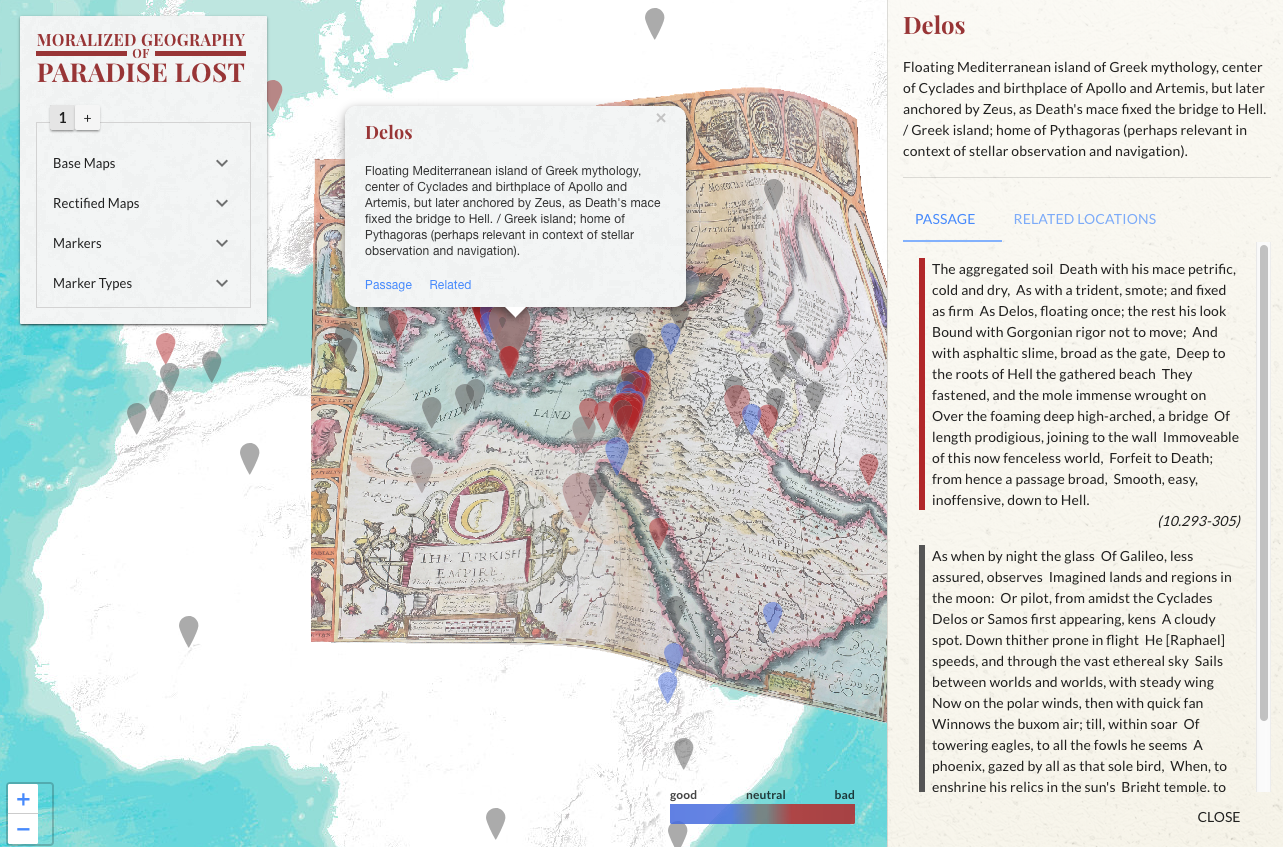 MORALIZED GEOGRAPHY
OF
PARADISE LOST
1 +
Base Maps
Rectified Maps
Markers
Marker Types
Delos
×
Floating Mediterranean island of Greek mythology,
center of Cyclades and birthplace of Apollo and
Artemis, but later anchored by Zeus, as Death's mace
fixed the bridge to Hell. / Greek island; home of
Pythagoras (perhaps relevant in context of stellar
observation and navigation).
Passage Related
THE
LAND
THE TURKISH
EMPIRE
+
−
good neutral bad
Delos
Floating Mediterranean island of Greek mythology, center
of Cyclades and birthplace of Apollo and Artemis, but later
anchored by Zeus, as Death's mace fixed the bridge to Hell.
/ Greek island; home of Pythagoras (perhaps relevant in
context of stellar observation and navigation).
PASSAGE RELATED LOCATIONS
The aggregated soil Death with his mace petrific,
cold and dry, As with a trident, smote; and fixed
as firm As Delos, floating once; the rest his look
Bound with Gorgonian rigor not to move; And
with asphaltic slime, broad as the gate, Deep to
the roots of Hell the gathered beach They
fastened, and the mole immense wrought on
Over the foaming deep high-arched, a bridge Of
length prodigious, joining to the wall Immoveable
of this now fenceless world, Forfeit to Death;
from hence a passage broad, Smooth, easy,
inoffensive, down to Hell.
(10.293-305)
As when by night the glass Of Galileo, less
assured, observes Imagined lands and regions in
the moon: Or pilot, from amidst the Cyclades
Delos or Samos first appearing, kens A cloudy
spot. Down thither prone in flight He [Raphael]
speeds, and through the vast ethereal sky Sails
between worlds and worlds, with steady wing
Now on the polar winds, then with quick fan
Winnows the buxom air; till, within soar Of
towering eagles, to all the fowls he seems A
phoenix, gazed by all as that sole bird, When, to
enshrine his relics in the sun's Bright temple, to
CLOSE